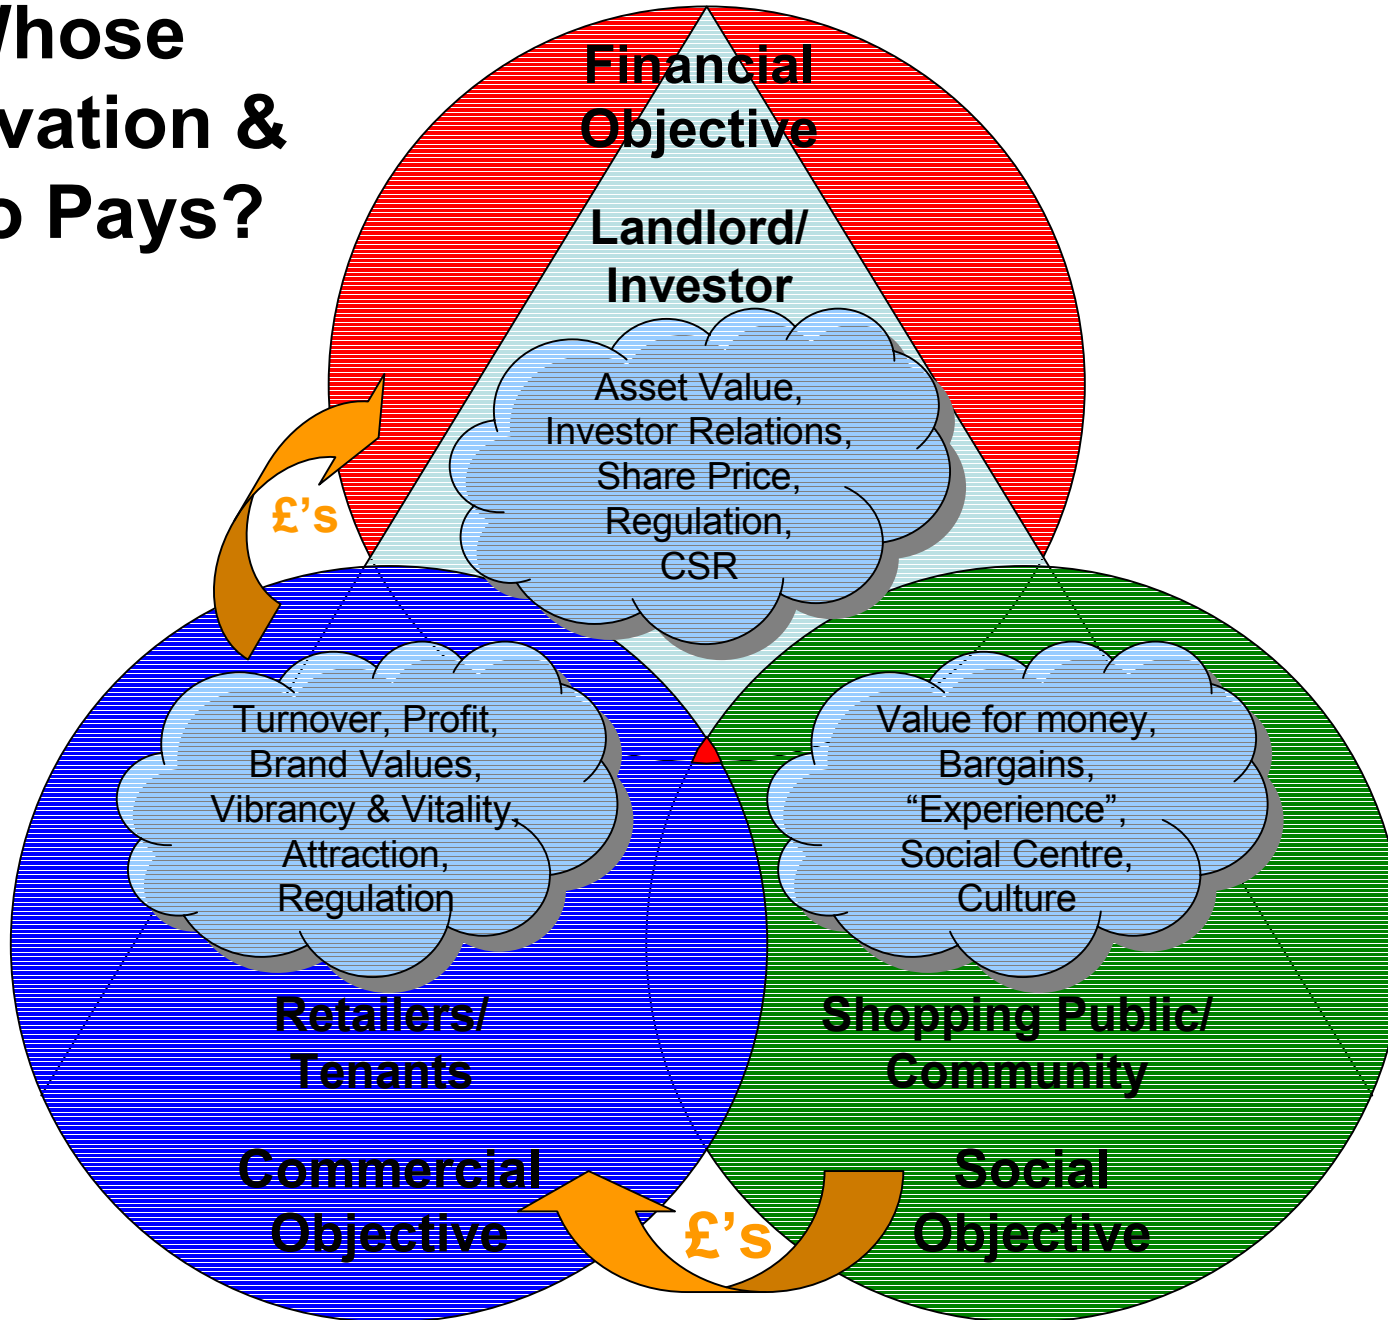 Whose
vation &
o Pays?
Financial
Objective
Landlord/
Investor
Asset Value,
Investor Relations,
Share Price,
Regulation,
CSR
£’s
Turnover, Profit,
Brand Values,
Vibrancy & Vitality,
Attraction,
Regulation
Retailers/
Tenants
Commercial
Objective
Value for money,
Bargains,
“Experience”,
Social Centre,
Culture
Shopping Public/
Community
Social
Objective
£’s